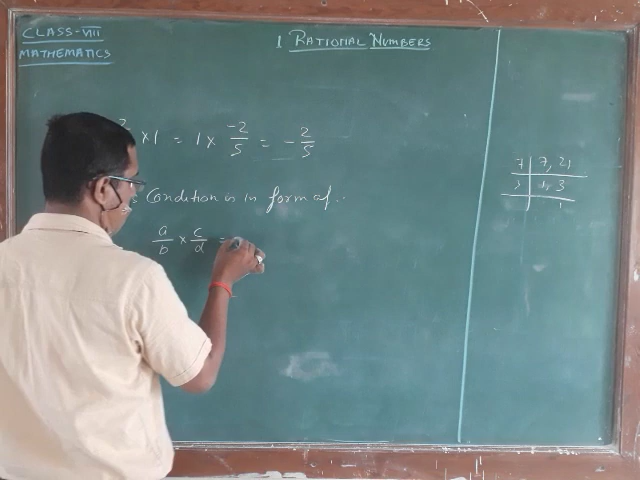 CLASS-VIII
MATHEMATICS
1 RATIONAL NUMBERS
×1 = 1 × -2/5 = -2/5
Condition is in form of..
a/b × c/d =
7 | 7, 21
3 | 1, 3
1